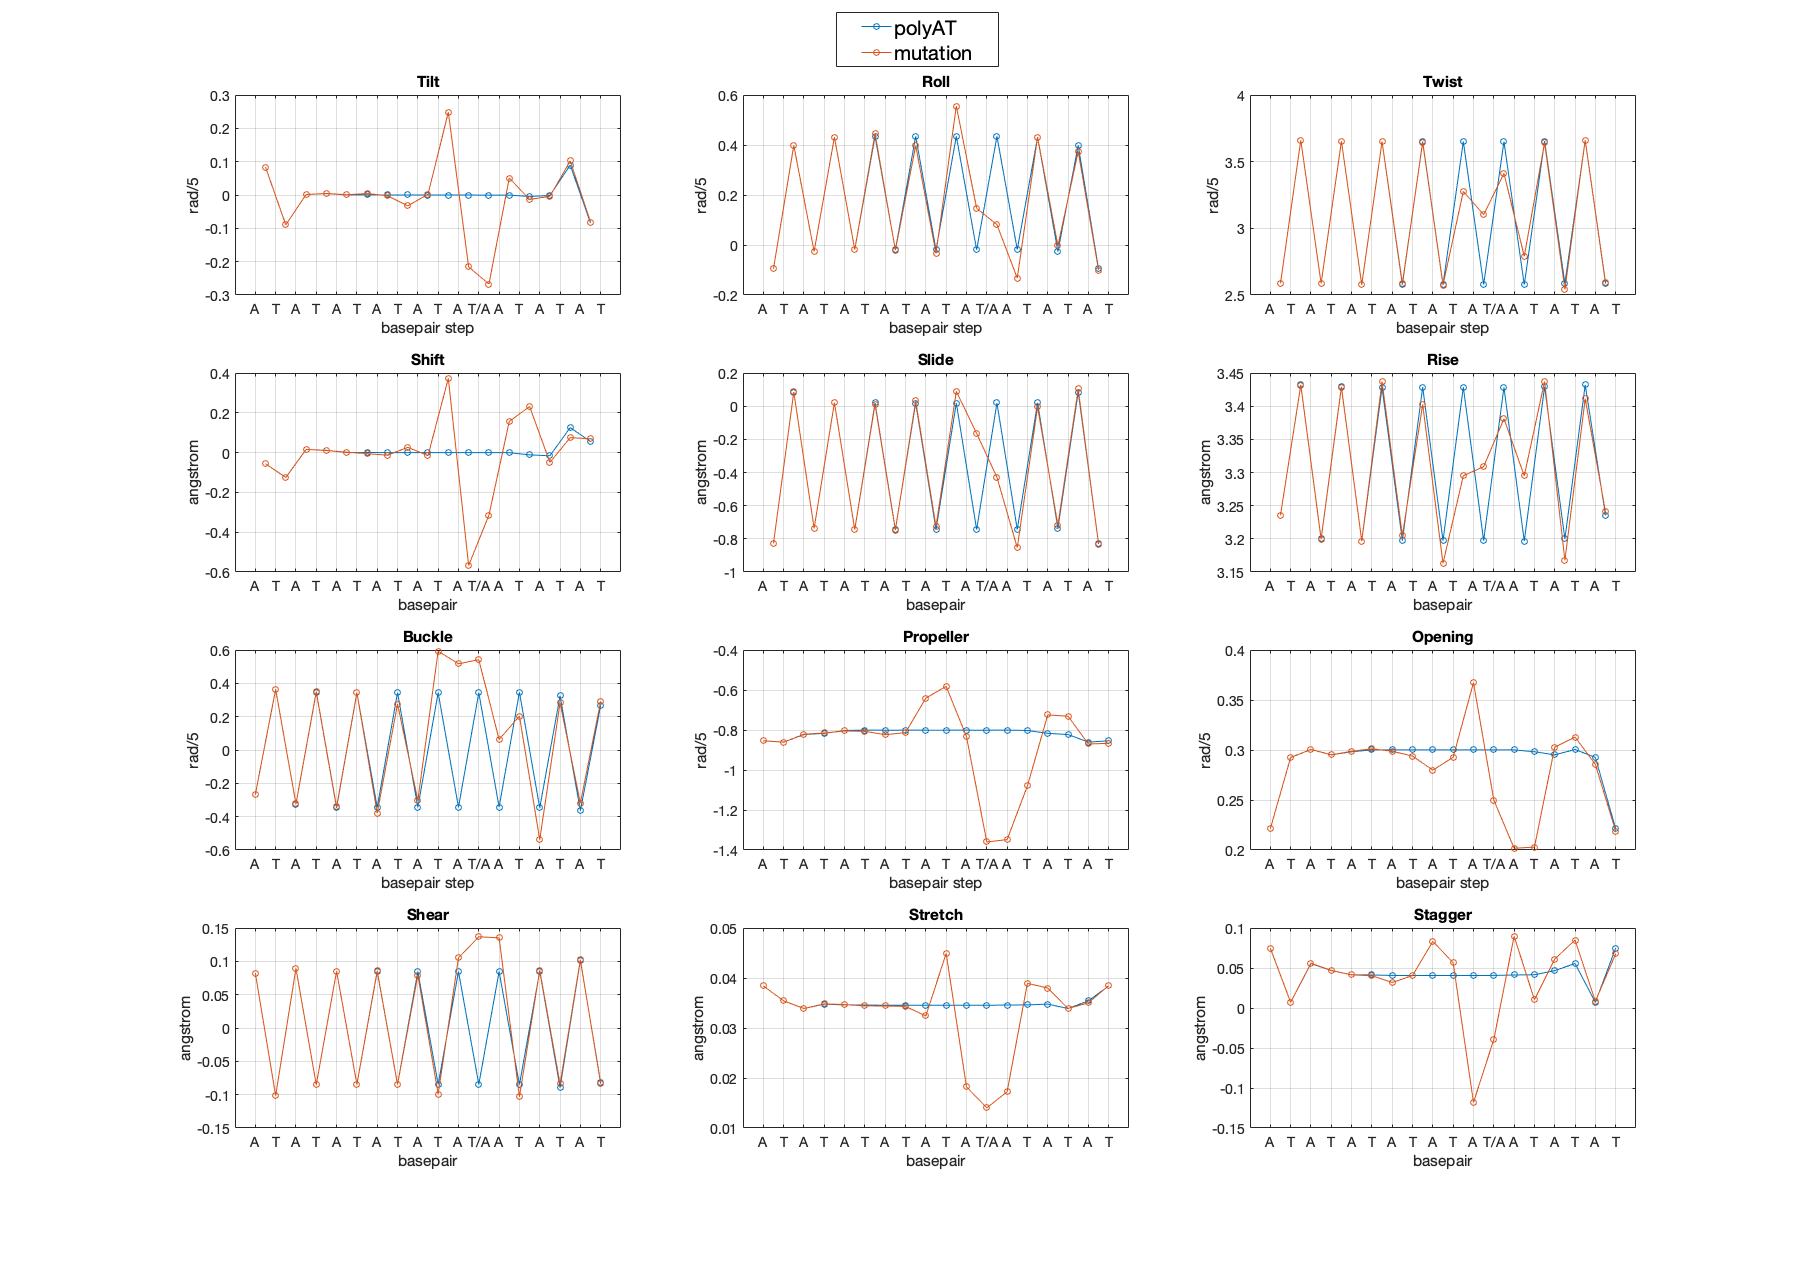 polyAT
mutation
Tilt
0.3
0.2
0.1
0
-0.1
-0.2
-0.3
rad/5
A T A T A T A T A T A T/A A T A T A T
basepair step
Roll
0.6
0.4
0.2
0
-0.2
rad/5
A T A T A T A T A T A T/A A T A T A T
basepair step
Twist
4
3.5
3
2.5
rad/5
A T A T A T A T A T A T/A A T A T A T
basepair step
Shift
0.4
0.2
0
-0.2
-0.4
-0.6
angstrom
A T A T A T A T A T A T/A A T A T A T
basepair
Slide
0.2
0
-0.2
-0.4
-0.6
-0.8
-1
angstrom
A T A T A T A T A T A T/A A T A T A T
basepair
Rise
3.45
3.4
3.35
3.3
3.25
3.2
3.15
angstrom
A T A T A T A T A T A T/A A T A T A T
basepair
Buckle
0.6
0.4
0.2
0
-0.2
-0.4
-0.6
rad/5
A T A T A T A T A T A T/A A T A T A T
basepair step
Propeller
-0.4
-0.6
-0.8
-1
-1.2
-1.4
rad/5
A T A T A T A T A T A T/A A T A T A T
basepair step
Opening
0.4
0.35
0.3
0.25
0.2
rad/5
A T A T A T A T A T A T/A A T A T A T
basepair step
Shear
0.15
0.1
0.05
0
-0.05
-0.1
-0.15
angstrom
A T A T A T A T A T A T/A A T A T A T
basepair
Stretch
0.05
0.04
0.03
0.02
0.01
angstrom
A T A T A T A T A T A T/A A T A T A T
basepair
Stagger
0.1
0.05
0
-0.05
-0.1
-0.15
angstrom
A T A T A T A T A T A T/A A T A T A T
basepair